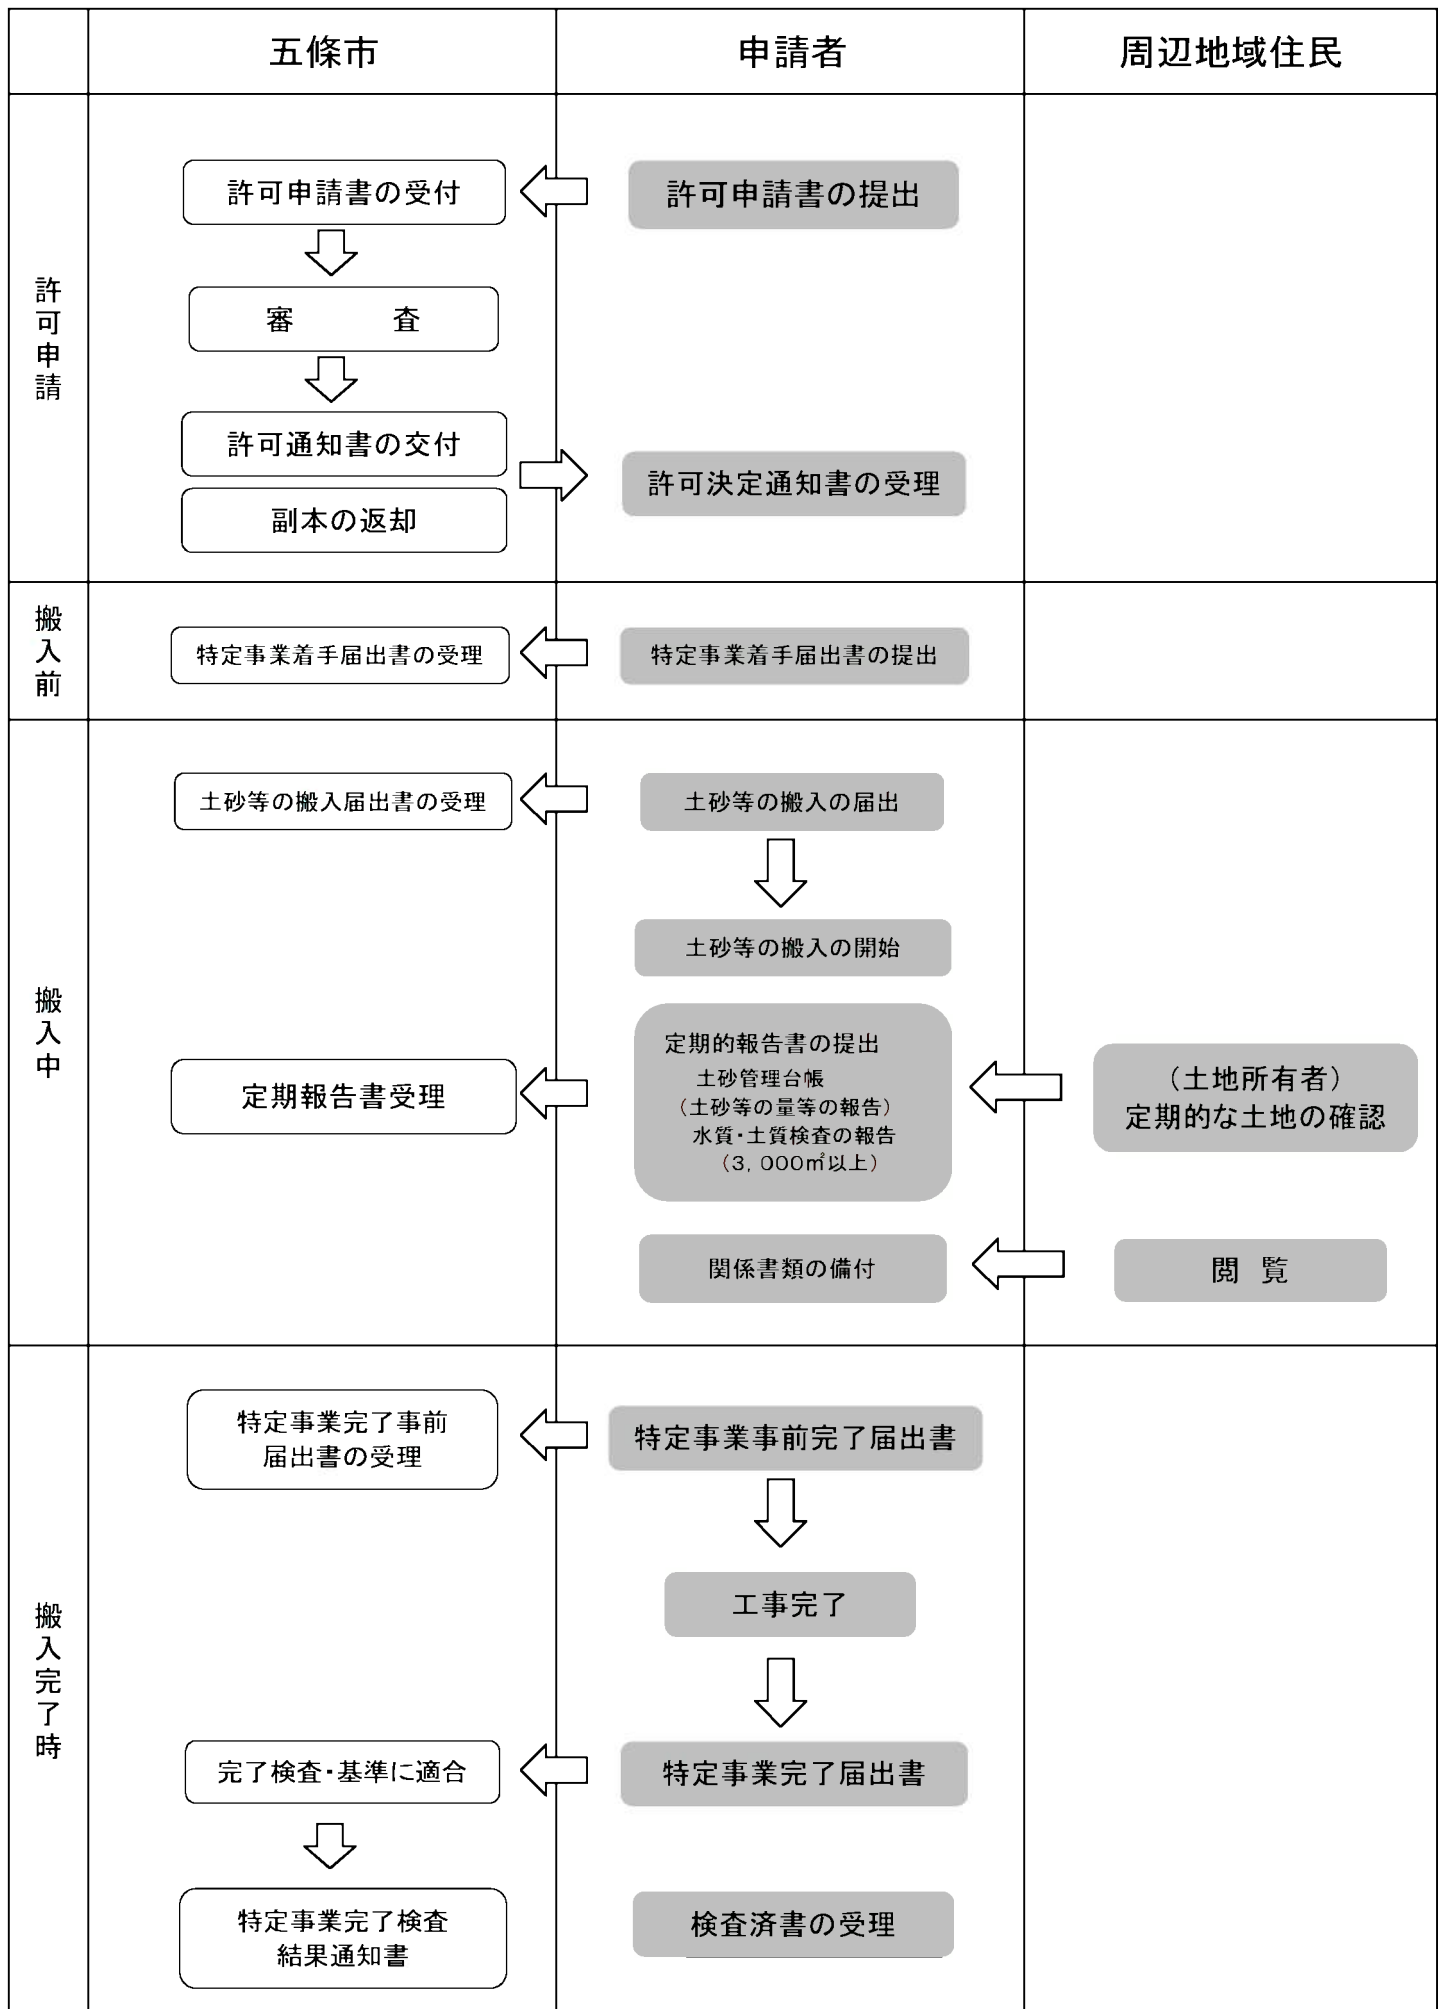 五條市
申請者
周辺地域住民
許可申請
許可申請書の受付
許可申請書の提出
審 査
許可通知書の交付
許可決定通知書の受理
副本の返却
搬入前
特定事業着手届出書の受理
特定事業着手届出書の提出
搬入中
土砂等の搬入届出書の受理
土砂等の搬入の届出
土砂等の搬入の開始
定期報告書受理
定期的報告書の提出
土砂管理台帳
(土砂等の量等の報告)
水質・土質検査の報告
(3,000㎡以上)
(土地所有者)
定期的な土地の確認
関係書類の備付
閲 覧
搬入完了時
特定事業完了事前
届出書の受理
特定事業事前完了届出書
工事完了
完了検査・基準に適合
特定事業完了届出書
特定事業完了検査
結果通知書
検査済書の受理